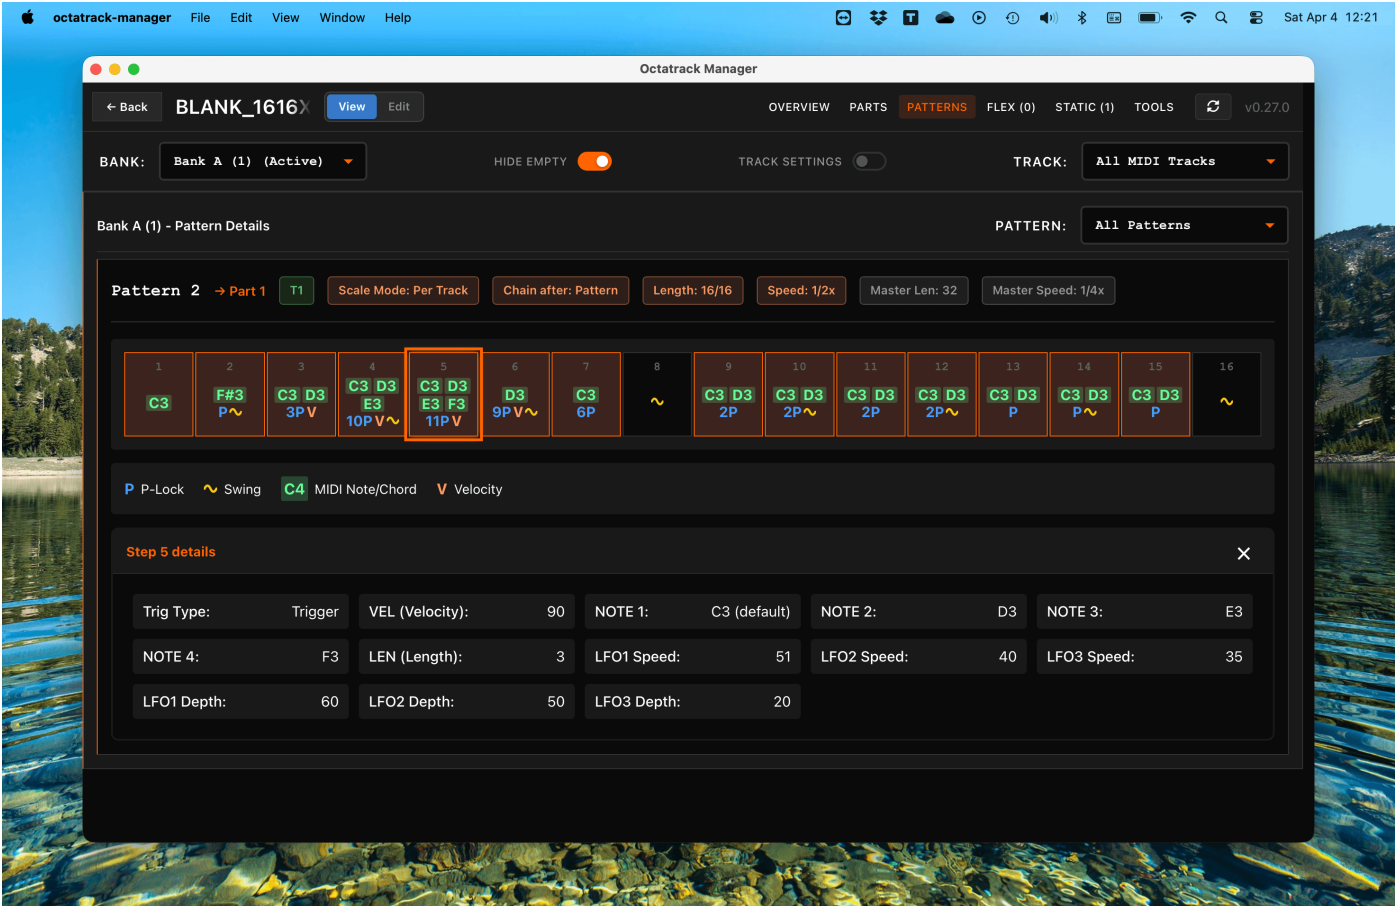 octatrack-manager File Edit View Window Help Sat Apr 4 12:21
Octatrack Manager
← Back BLANK_1616X View Edit OVERVIEW PARTS PATTERNS FLEX (0) STATIC (1) TOOLS v0.27.0
BANK: Bank A (1) (Active) HIDE EMPTY TRACK SETTINGS TRACK: All MIDI Tracks
Bank A (1) - Pattern Details PATTERN: All Patterns
Pattern 2 → Part 1 T1 Scale Mode: Per Track Chain after: Pattern Length: 16/16 Speed: 1/2x Master Len: 32 Master Speed: 1/4x
1 2 3 4 5 6 7 8 9 10 11 12 13 14 15 16
C3 F#3 C3 D3 C3 D3 E3 C3 D3 E3 F3 D3 C3 C3 D3 C3 D3 C3 D3 C3 D3 C3 D3 C3 D3 C3 D3
P 3P V 10P V 11P V 9P V 6P 2P 2P 2P 2P P P P
P P-Lock Swing C4 MIDI Note/Chord V Velocity
Step 5 details
Trig Type: Trigger VEL (Velocity): 90 NOTE 1: C3 (default) NOTE 2: D3 NOTE 3: E3
NOTE 4: F3 LEN (Length): 3 LFO1 Speed: 51 LFO2 Speed: 40 LFO3 Speed: 35
LFO1 Depth: 60 LFO2 Depth: 50 LFO3 Depth: 20